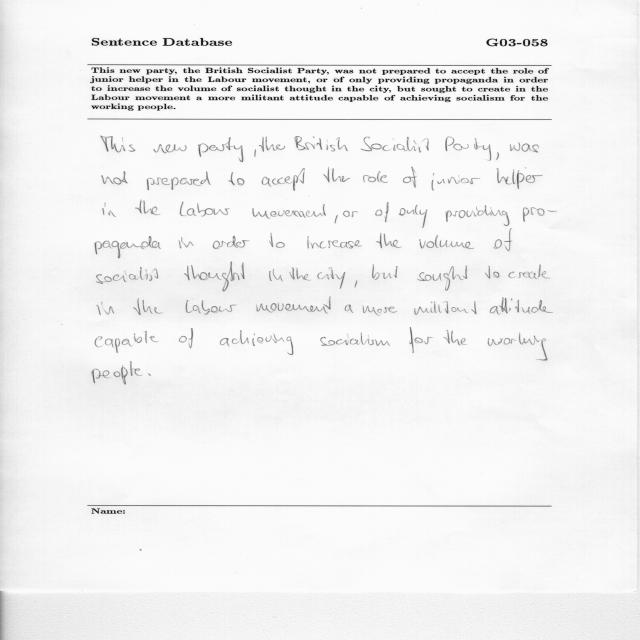 Sentence Database G03-058
This new party, the British Socialist Party, was not prepared to accept the role of
junior helper in the Labour movement, or of only providing propaganda in order
to increase the volume of socialist thought in the city, but sought to create in the
Labour movement a more militant attitude capable of achieving socialism for the
working people.
This new party, the British Socialist Party, was
not prepared to accept the role of junior helper
in the Labour movement, or of only providing pro-
paganda in order to increase the volume of
socialist thought in the city, but sought to create
in the Labour movement a more militant attitude
capable of achieving socialism for the working
people.
Name: